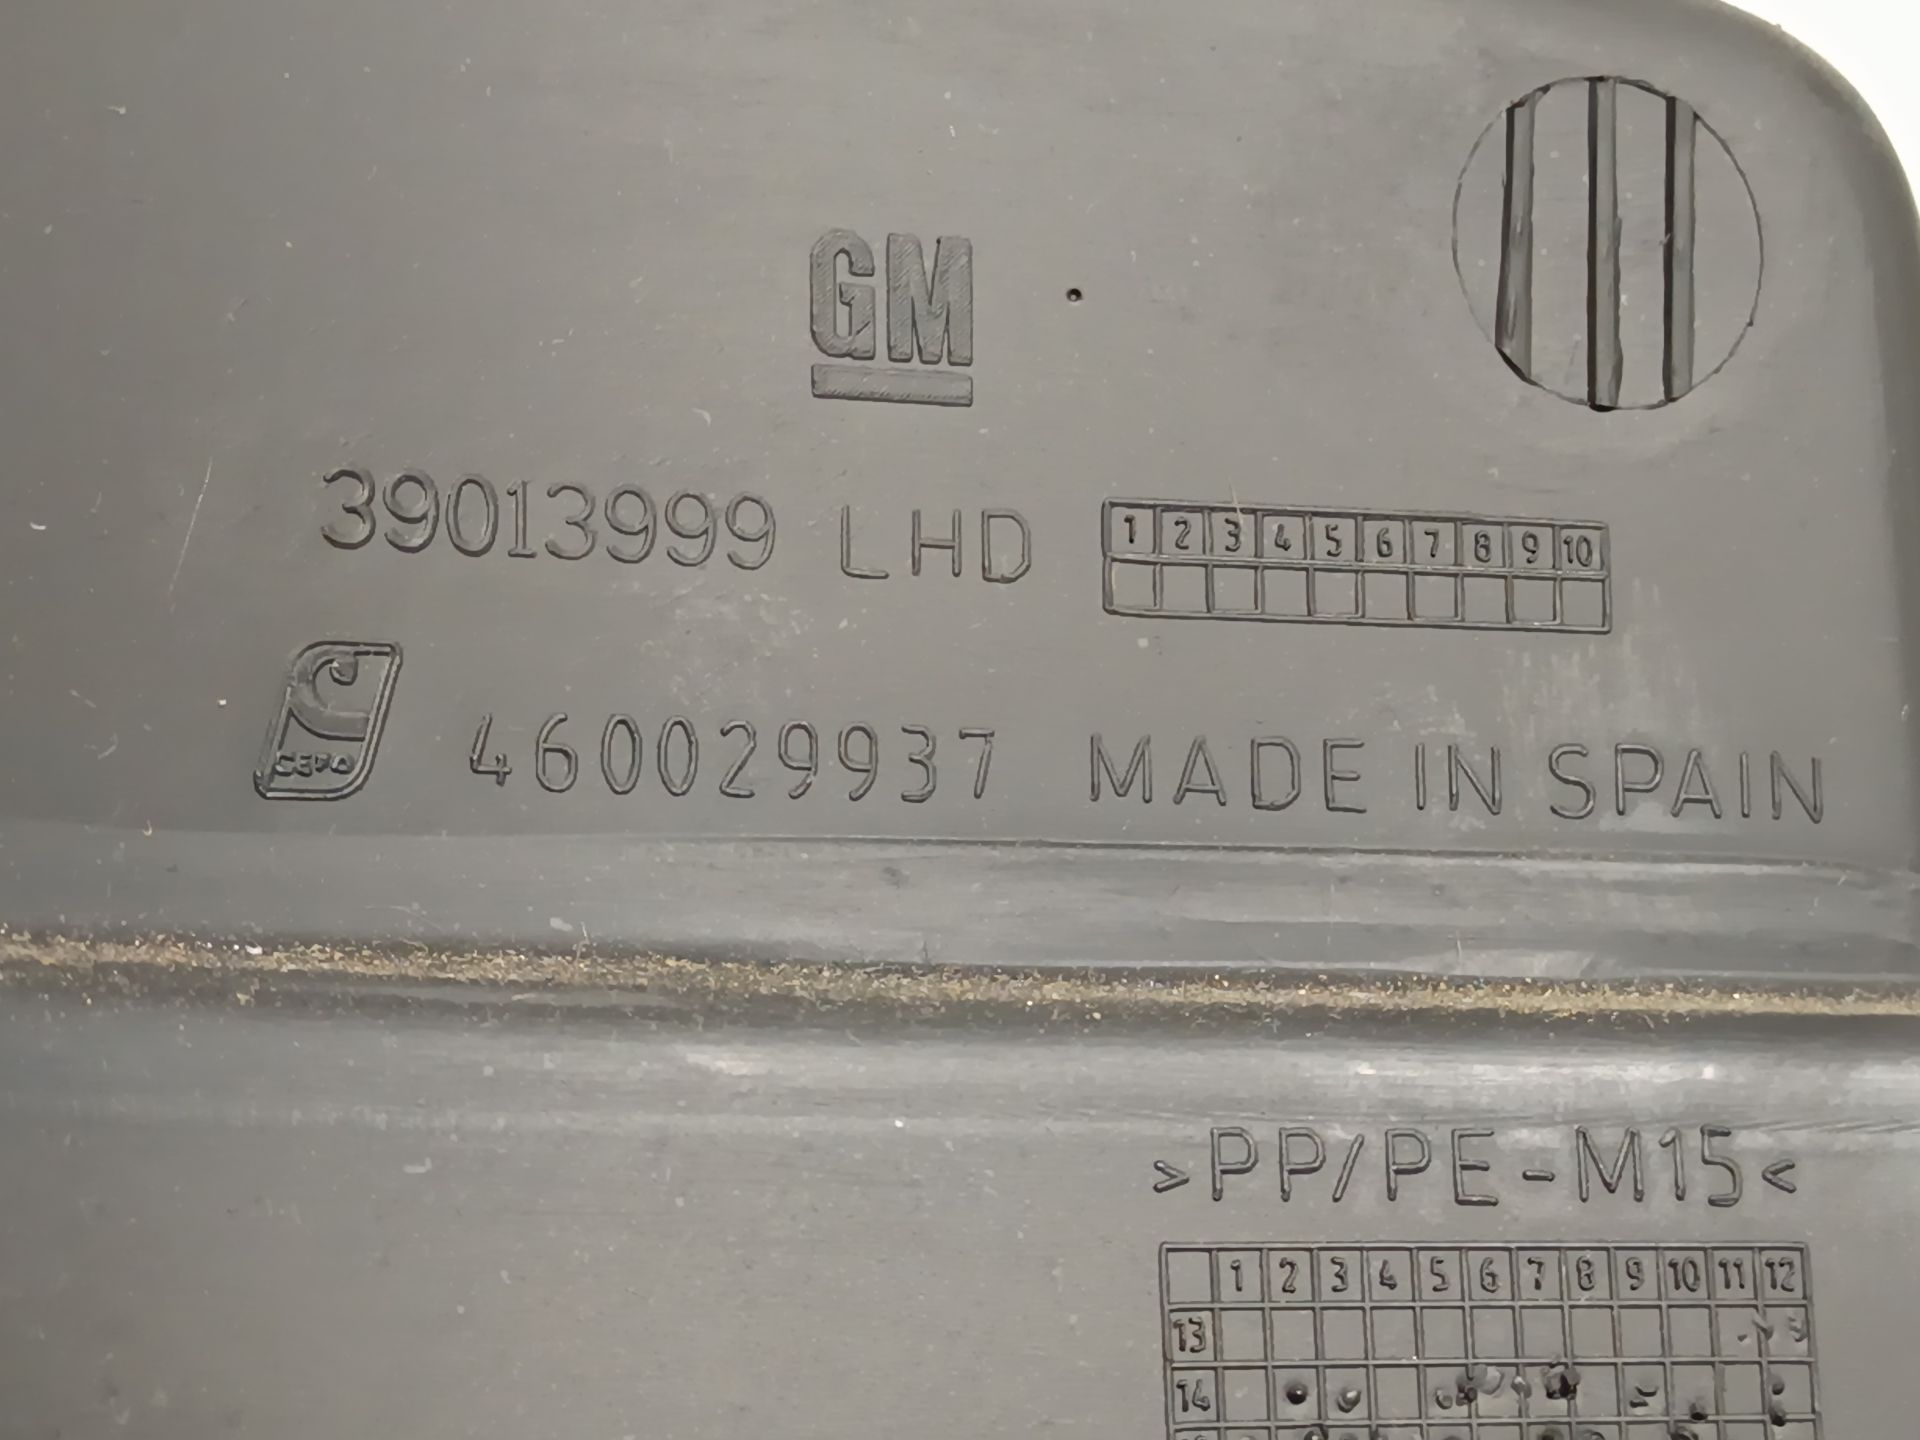 GM
39013999 LHD
1 2 3 4 5 6 7 8 9 10
CEFO 460029937 MADE IN SPAIN
>PP/PE-M15<
1 2 3 4 5 6 7 8 9 10 11 12
13
14